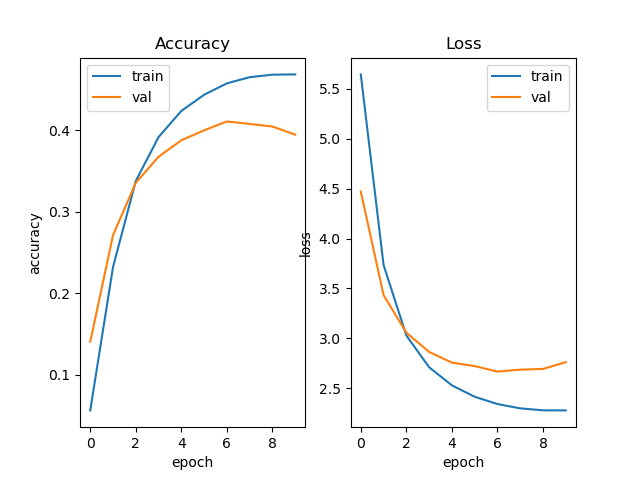 Accuracy
train
val
0.4
0.3
0.2
0.1
accuracy
0 2 4 6 8
epoch
Loss
train
val
5.5
5.0
4.5
4.0
3.5
3.0
2.5
loss
0 2 4 6 8
epoch